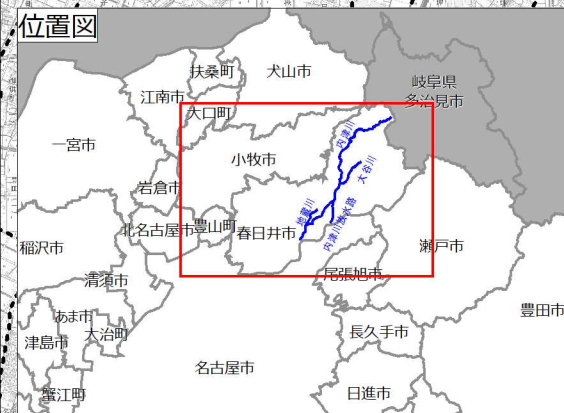 位置図
扶桑町
犬山市
岐阜県
多治見市
江南市
大口町
一宮市
小牧市
内津川
大谷川
岩倉市
地蔵川
北名古屋市
豊山町
春日井市
内津川放水路
稲沢市
瀬戸市
尾張旭市
清須市
あま市
豊田市
津島市
大治町
長久手市
名古屋市
蟹江町
日進市